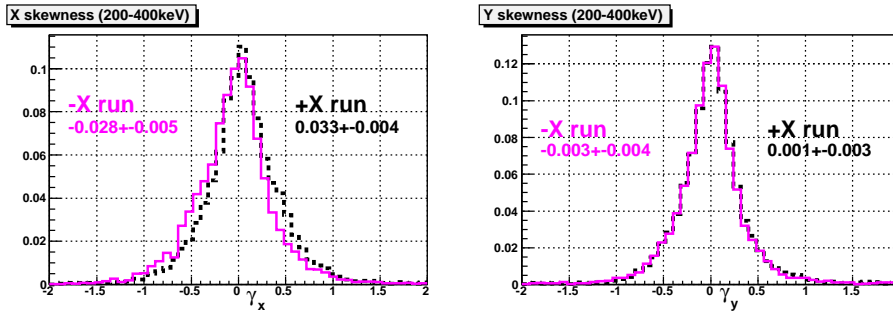 X skewness (200-400keV)
0.1
0.08
0.06
0.04
0.02
0
-X run
-0.028+-0.005
+X run
0.033+-0.004
-2 -1.5 -1 -0.5 0 0.5 1 1.5 2
γx
Y skewness (200-400keV)
0.12
0.1
0.08
0.06
0.04
0.02
0
-X run
-0.003+-0.004
+X run
0.001+-0.003
-2 -1.5 -1 -0.5 0 0.5 1 1.5
γy